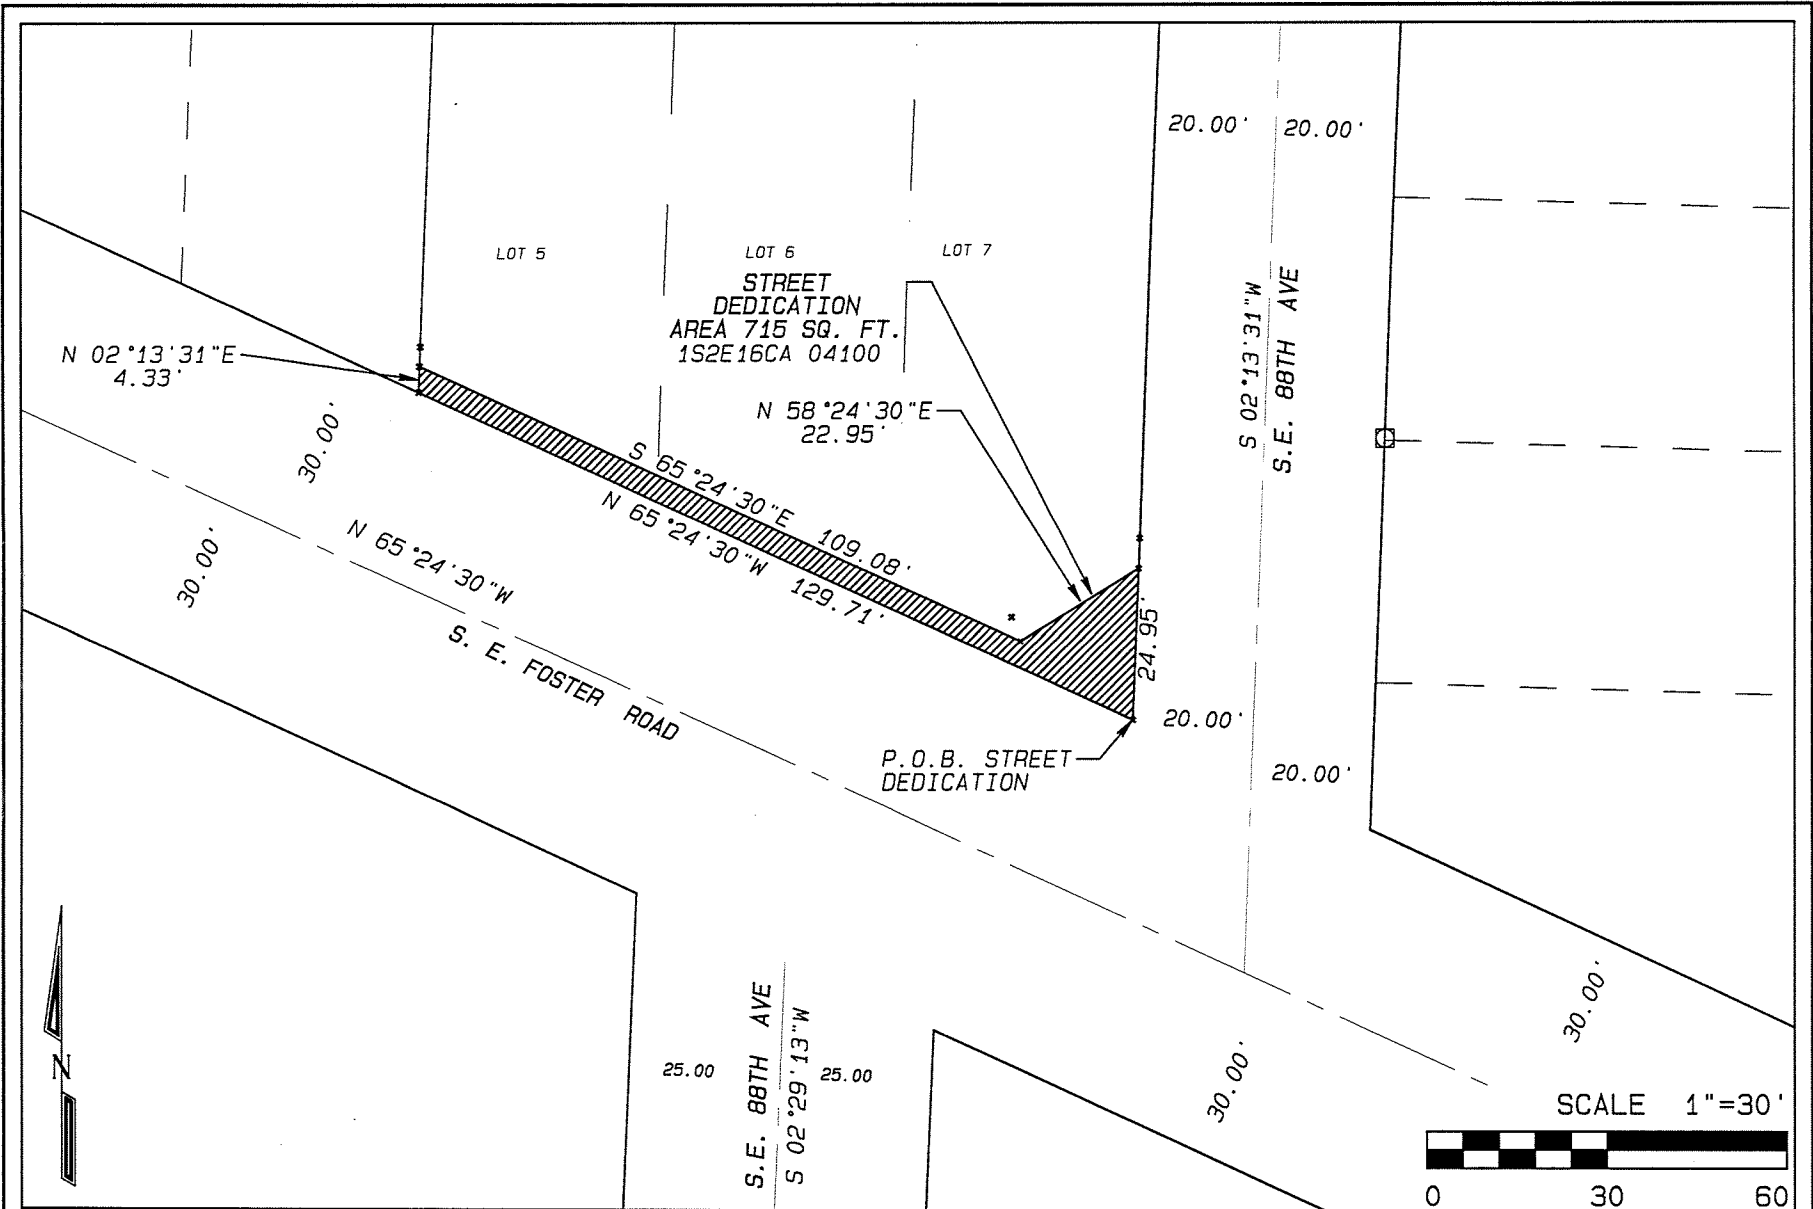 20.00' 20.00'
LOT 5 LOT 6 LOT 7
STREET
DEDICATION
AREA 715 SQ. FT.
1S2E16CA 04100
N 02°13'31"E
4.33'
N 58°24'30"E
22.95'
S 02°13'31"W
S.E. 88TH AVE
30.00'
30.00'
S 65°24'30"E 109.08'
N 65°24'30"W 129.71'
N 65°24'30"W
S. E. FOSTER ROAD
24.95'
20.00'
20.00'
P.O.B. STREET
DEDICATION
25.00
S.E. 88TH AVE
S 02°29'13"W
25.00
30.00'
30.00'
N
SCALE 1"=30'
0 30 60